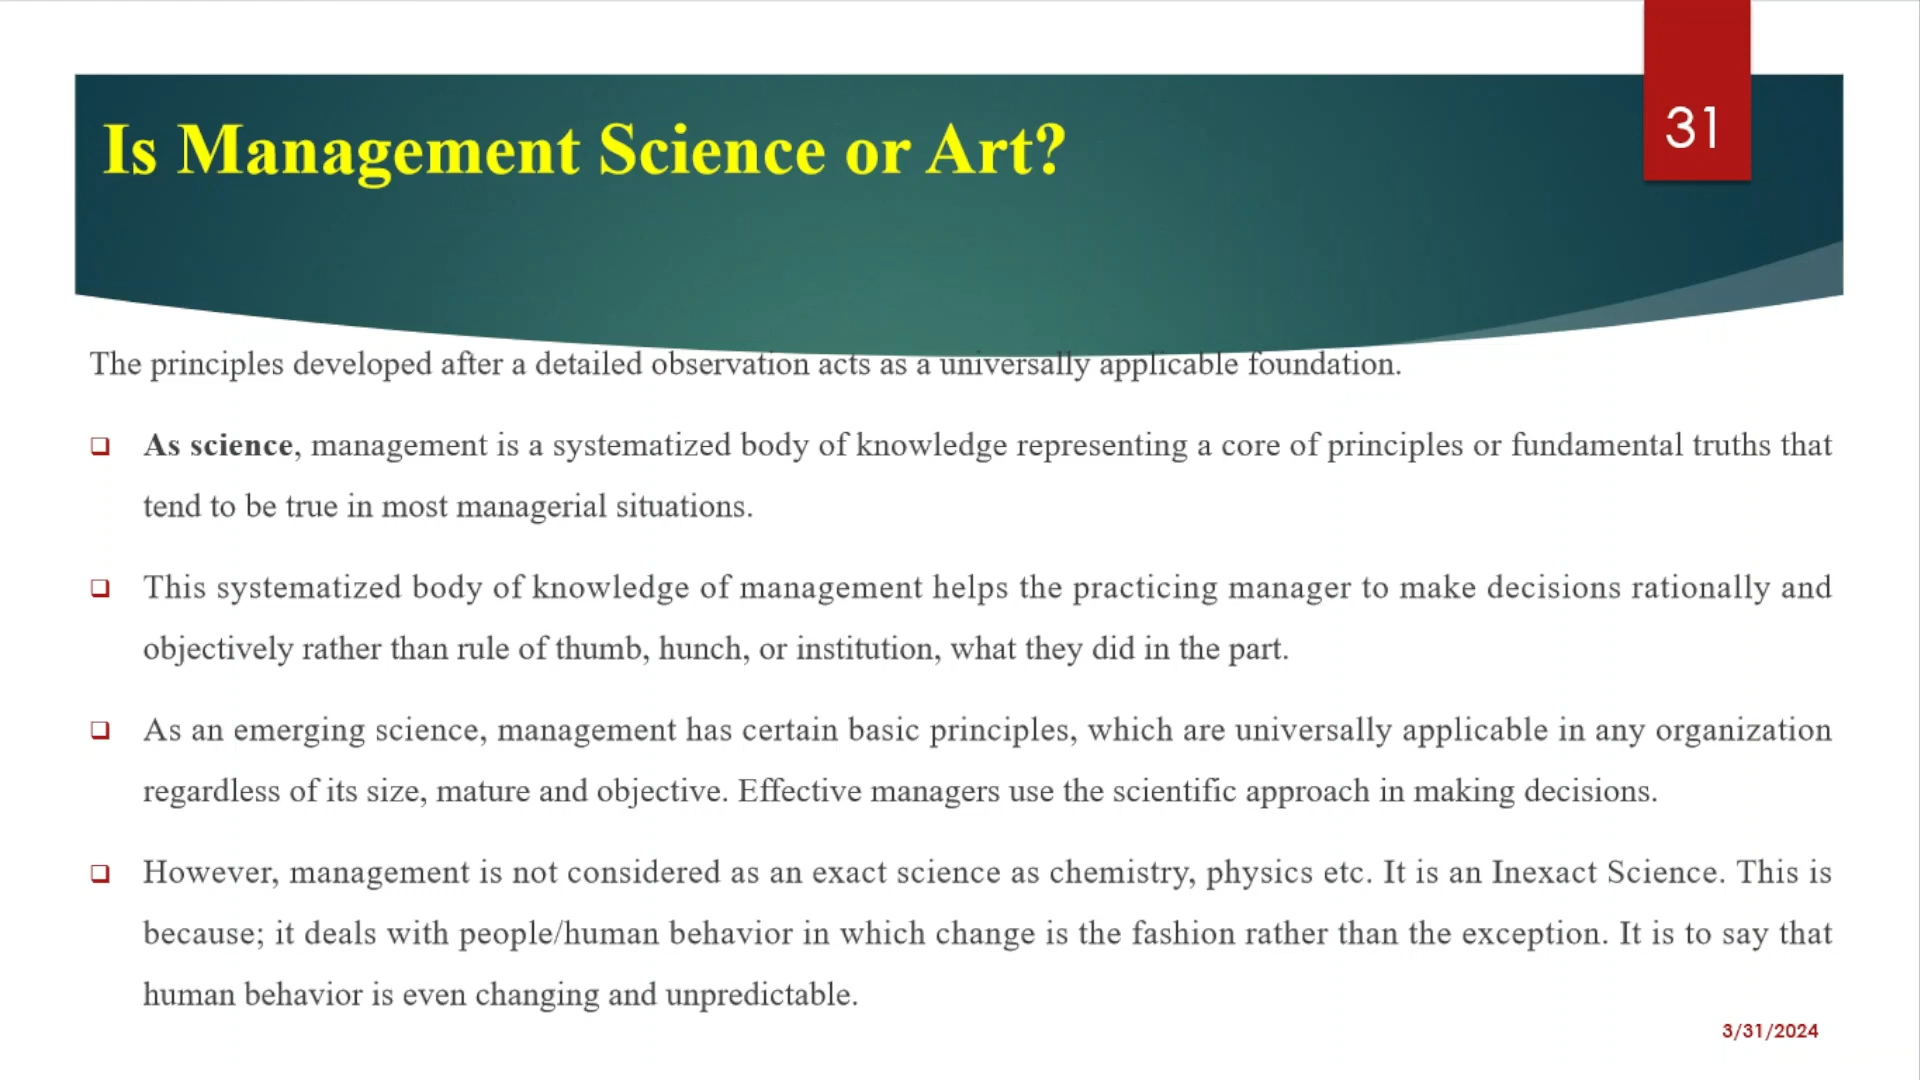 31
Is Management Science or Art?
The principles developed after a detailed observation acts as a universally applicable foundation.
As science, management is a systematized body of knowledge representing a core of principles or fundamental truths that
tend to be true in most managerial situations.
This systematized body of knowledge of management helps the practicing manager to make decisions rationally and
objectively rather than rule of thumb, hunch, or institution, what they did in the part.
As an emerging science, management has certain basic principles, which are universally applicable in any organization
regardless of its size, mature and objective. Effective managers use the scientific approach in making decisions.
However, management is not considered as an exact science as chemistry, physics etc. It is an Inexact Science. This is
because; it deals with people/human behavior in which change is the fashion rather than the exception. It is to say that
human behavior is even changing and unpredictable.
3/31/2024